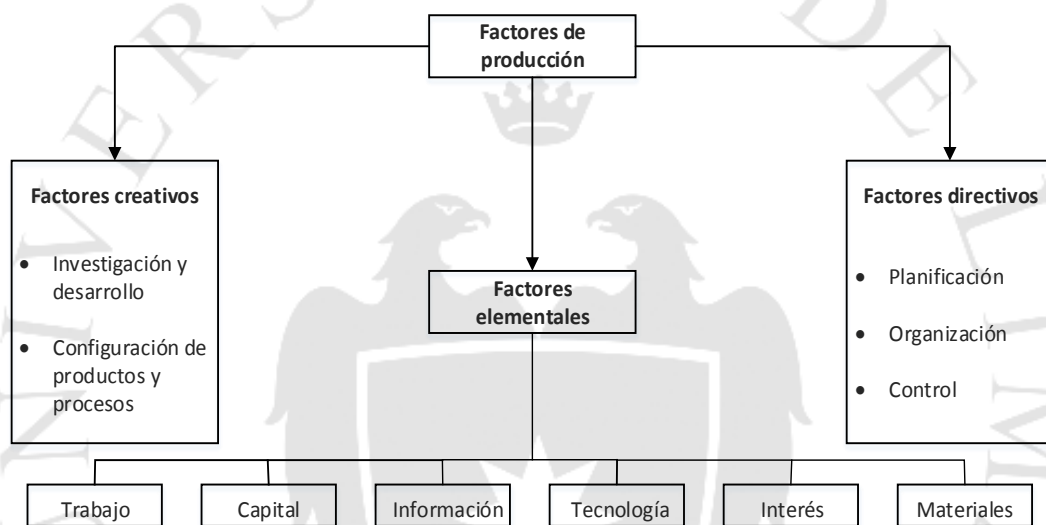 Factores de
producción
Factores creativos
• Investigación y
desarrollo
• Configuración de
productos y
procesos
Factores
elementales
Factores directivos
• Planificación
• Organización
• Control
Trabajo
Capital
Información
Tecnología
Interés
Materiales